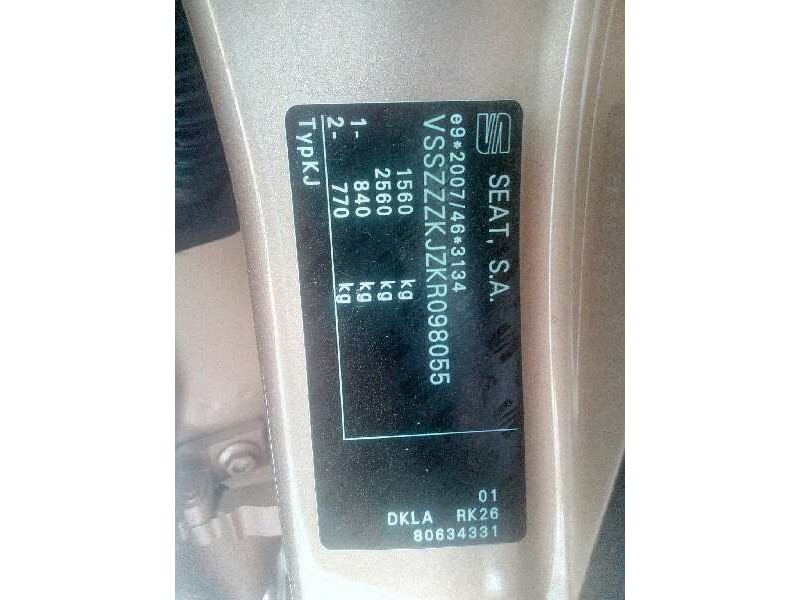 SEAT, S.A.
e9*2007/46*3134
VSSZZZKJZKR098055
1560 kg
2560 kg
1- 840 kg
2- 770 kg
TypKJ
01
DKLA RK26
80634331